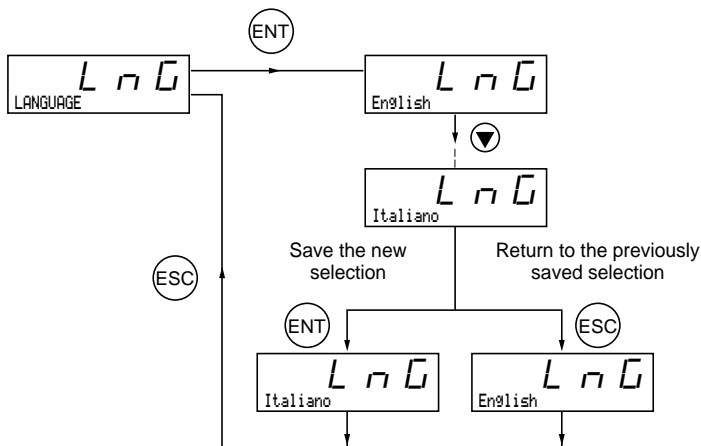 ENT
LnG
LANGUAGE
LnG
English
LnG
Italiano
Save the new
selection
Return to the previously
saved selection
ESC
ENT
ESC
LnG
Italiano
LnG
English